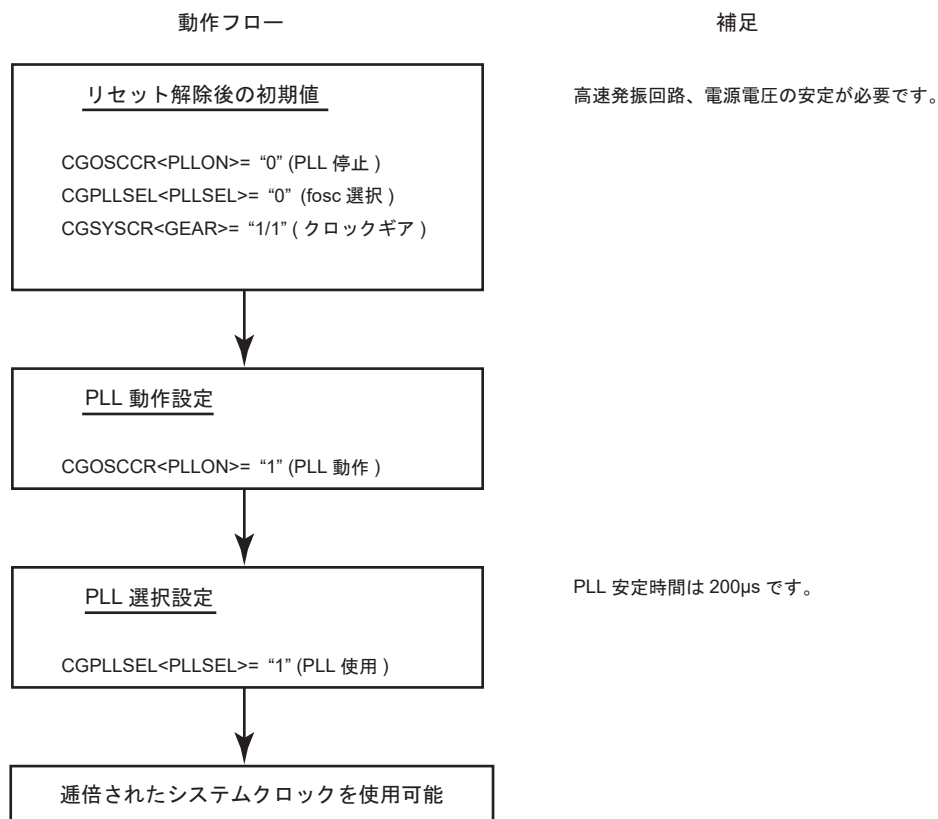 動作フロー
補足
リセット解除後の初期値
高速発振回路、電源電圧の安定が必要です。
CGOSCCR<PLLON>= “0” (PLL 停止 )
CGPLLSEL<PLLSEL>= “0” (fosc 選択 )
CGSYSCR<GEAR>= “1/1” ( クロックギア )
PLL 動作設定
CGOSCCR<PLLON>= “1” (PLL 動作 )
PLL 選択設定
PLL 安定時間は 200μs です。
CGPLLSEL<PLLSEL>= “1” (PLL 使用 )
逓倍されたシステムクロックを使用可能